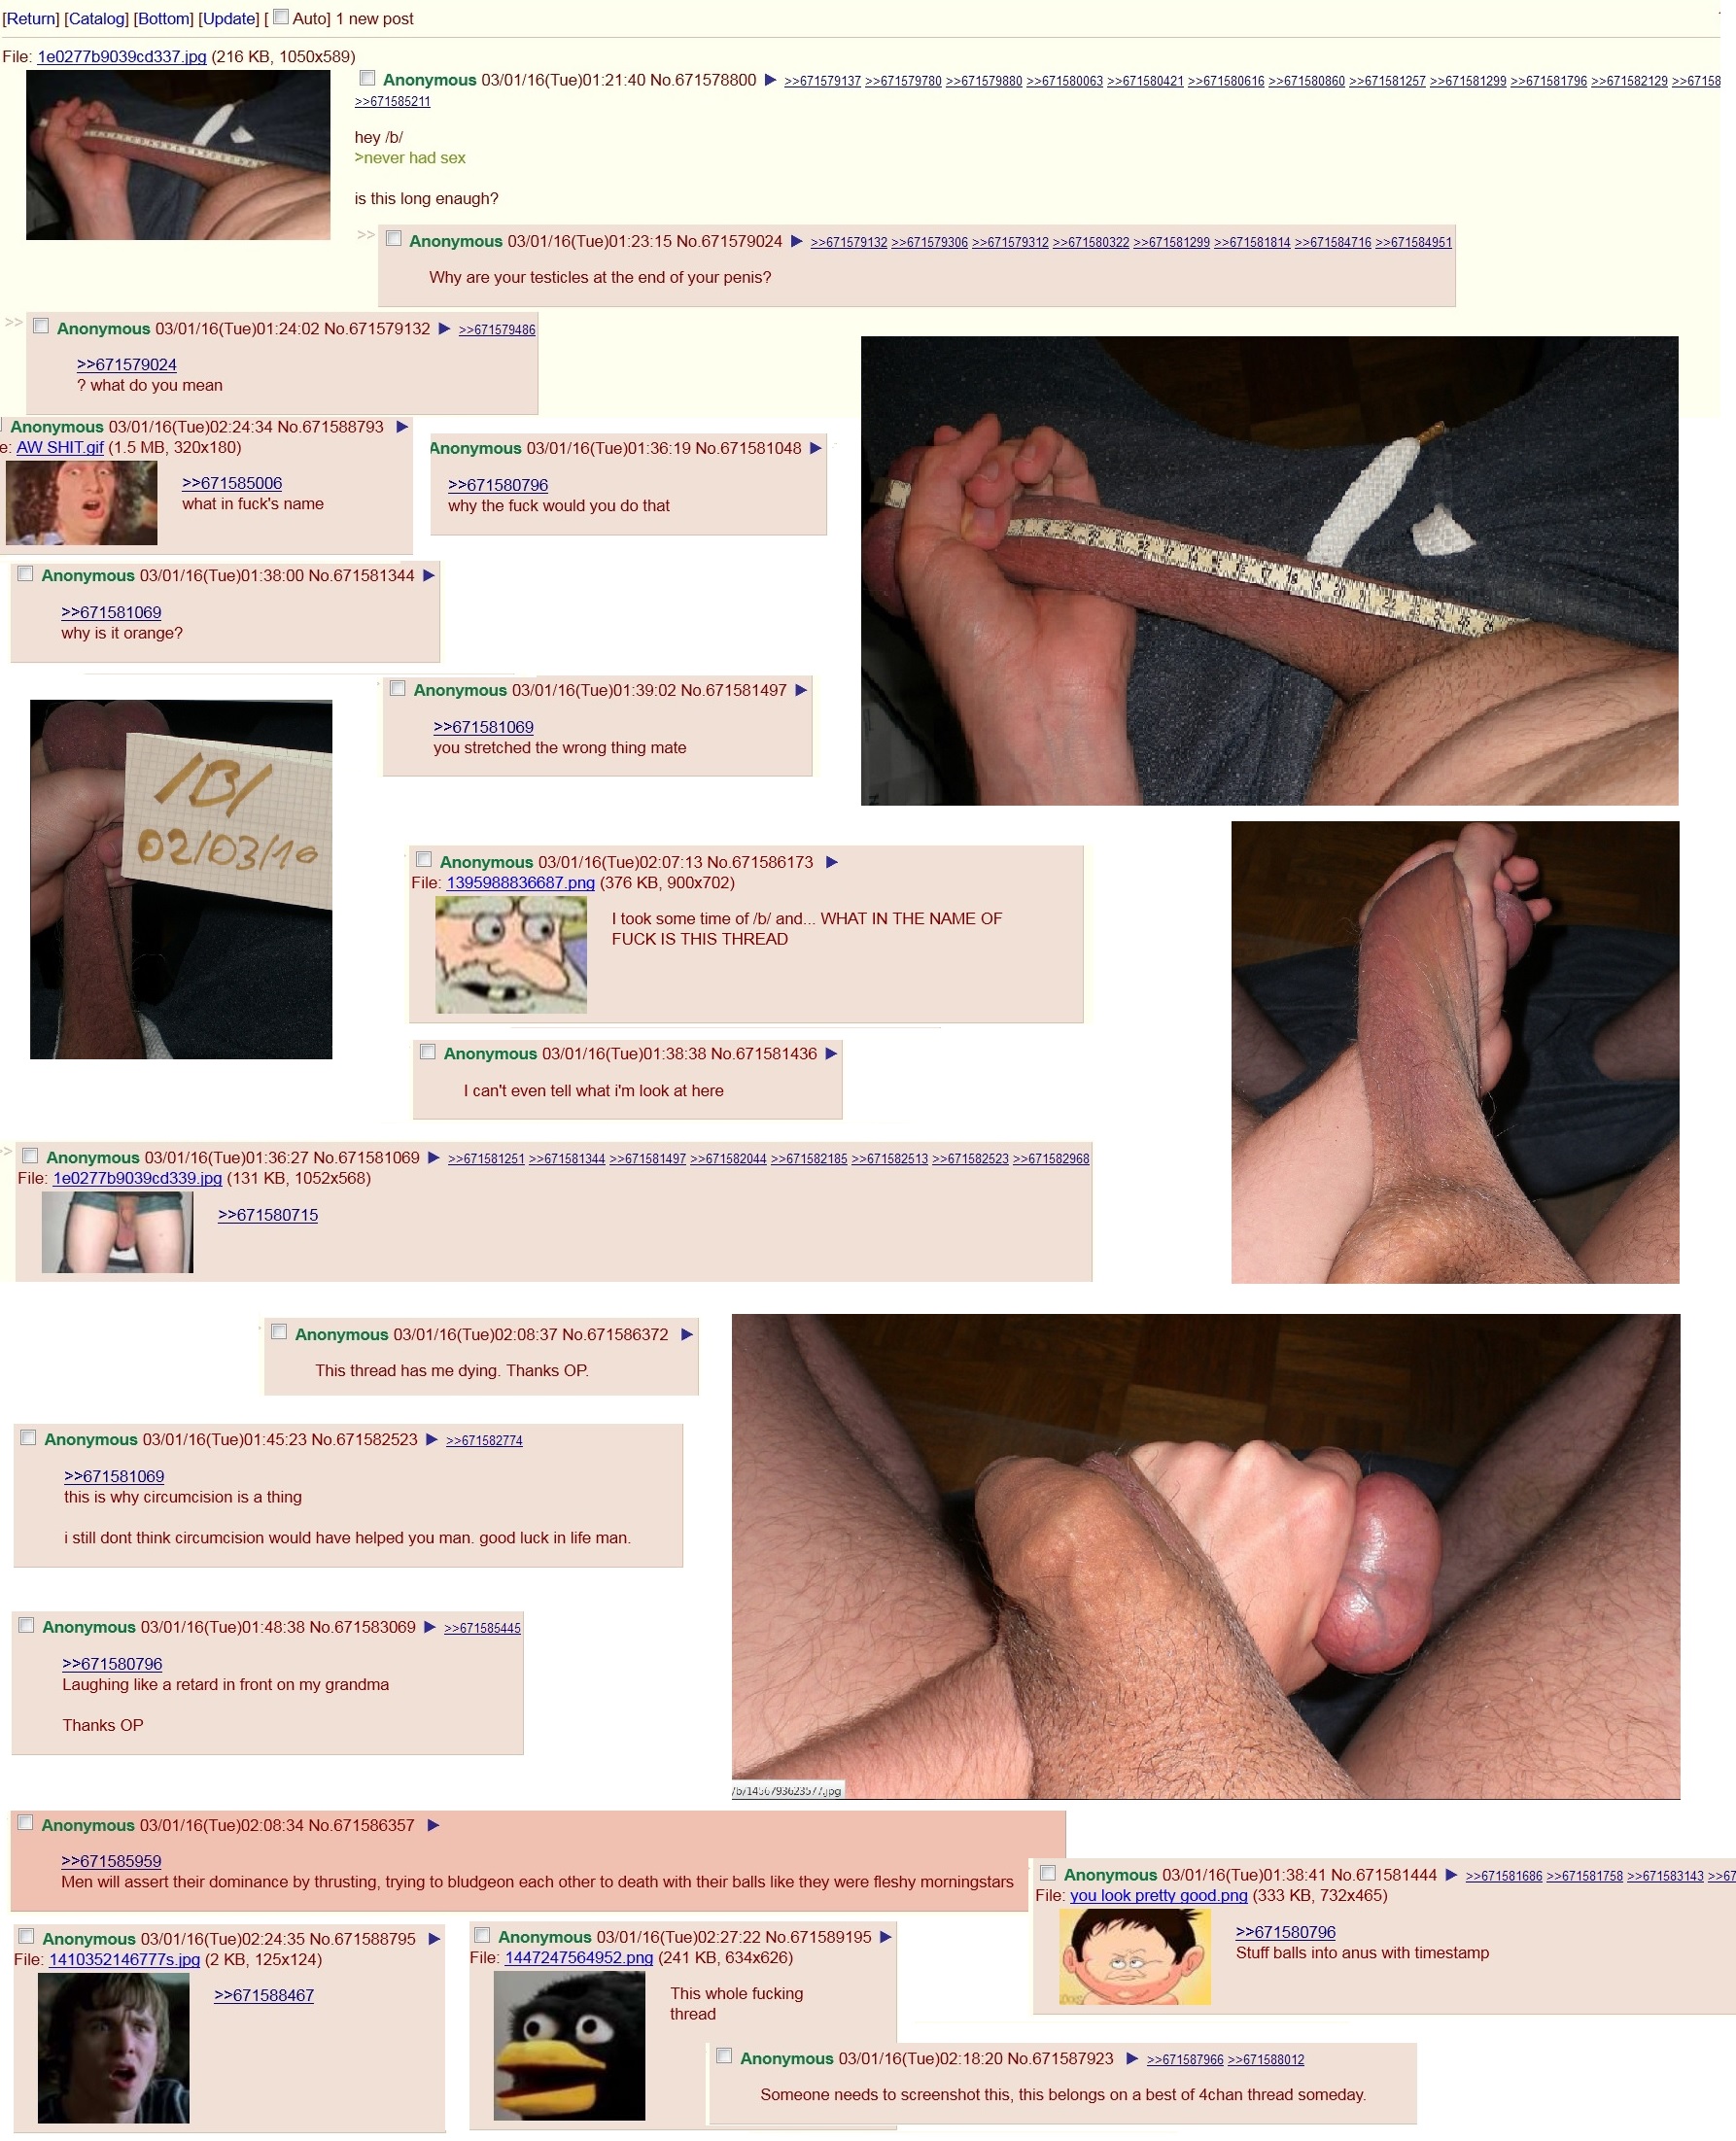 [Return] [Catalog] [Bottom] [Update] [ Auto] 1 new post
File: 1e0277b9039cd337.jpg (216 KB, 1050x589)
Anonymous 03/01/16(Tue)01:21:40 No.671578800 ▶ >>671579137 >>671579780 >>671579880 >>671580063 >>671580421 >>671580616 >>671580860 >>671581257 >>671581299 >>671581796 >>671582129 >>67158
>>671585211
hey /b/
>never had sex
is this long enaugh?
>> Anonymous 03/01/16(Tue)01:23:15 No.671579024 ▶ >>671579132 >>671579306 >>671579312 >>671580322 >>671581299 >>671581814 >>671584716 >>671584951
Why are your testicles at the end of your penis?
>> Anonymous 03/01/16(Tue)01:24:02 No.671579132 ▶ >>671579486
>>671579024
? what do you mean
Anonymous 03/01/16(Tue)02:24:34 No.671588793 ▶
e: AW SHIT.gif (1.5 MB, 320x180)
>>671585006
what in fuck's name
Anonymous 03/01/16(Tue)01:36:19 No.671581048 ▶
>>671580796
why the fuck would you do that
Anonymous 03/01/16(Tue)01:38:00 No.671581344 ▶
>>671581069
why is it orange?
Anonymous 03/01/16(Tue)01:39:02 No.671581497 ▶
>>671581069
you stretched the wrong thing mate
/B/
02/03/16
Anonymous 03/01/16(Tue)02:07:13 No.671586173 ▶
File: 1395988836687.png (376 KB, 900x702)
I took some time of /b/ and... WHAT IN THE NAME OF
FUCK IS THIS THREAD
Anonymous 03/01/16(Tue)01:38:38 No.671581436 ▶
I can't even tell what i'm look at here
>> Anonymous 03/01/16(Tue)01:36:27 No.671581069 ▶ >>671581251 >>671581344 >>671581497 >>671582044 >>671582185 >>671582513 >>671582523 >>671582968
File: 1e0277b9039cd339.jpg (131 KB, 1052x568)
>>671580715
Anonymous 03/01/16(Tue)02:08:37 No.671586372 ▶
This thread has me dying. Thanks OP.
Anonymous 03/01/16(Tue)01:45:23 No.671582523 ▶ >>671582774
>>671581069
this is why circumcision is a thing
i still dont think circumcision would have helped you man. good luck in life man.
Anonymous 03/01/16(Tue)01:48:38 No.671583069 ▶ >>671585445
>>671580796
Laughing like a retard in front on my grandma
Thanks OP
/b/1456793623577.jpg
Anonymous 03/01/16(Tue)02:08:34 No.671586357 ▶
>>671585959
Men will assert their dominance by thrusting, trying to bludgeon each other to death with their balls like they were fleshy morningstars
Anonymous 03/01/16(Tue)01:38:41 No.671581444 ▶ >>671581686 >>671581758 >>671583143 >>67
File: you look pretty good.png (333 KB, 732x465)
>>671580796
Stuff balls into anus with timestamp
Anonymous 03/01/16(Tue)02:24:35 No.671588795 ▶
File: 1410352146777s.jpg (2 KB, 125x124)
>>671588467
Anonymous 03/01/16(Tue)02:27:22 No.671589195 ▶
File: 1447247564952.png (241 KB, 634x626)
This whole fucking
thread
Anonymous 03/01/16(Tue)02:18:20 No.671587923 ▶ >>671587966 >>671588012
Someone needs to screenshot this, this belongs on a best of 4chan thread someday.